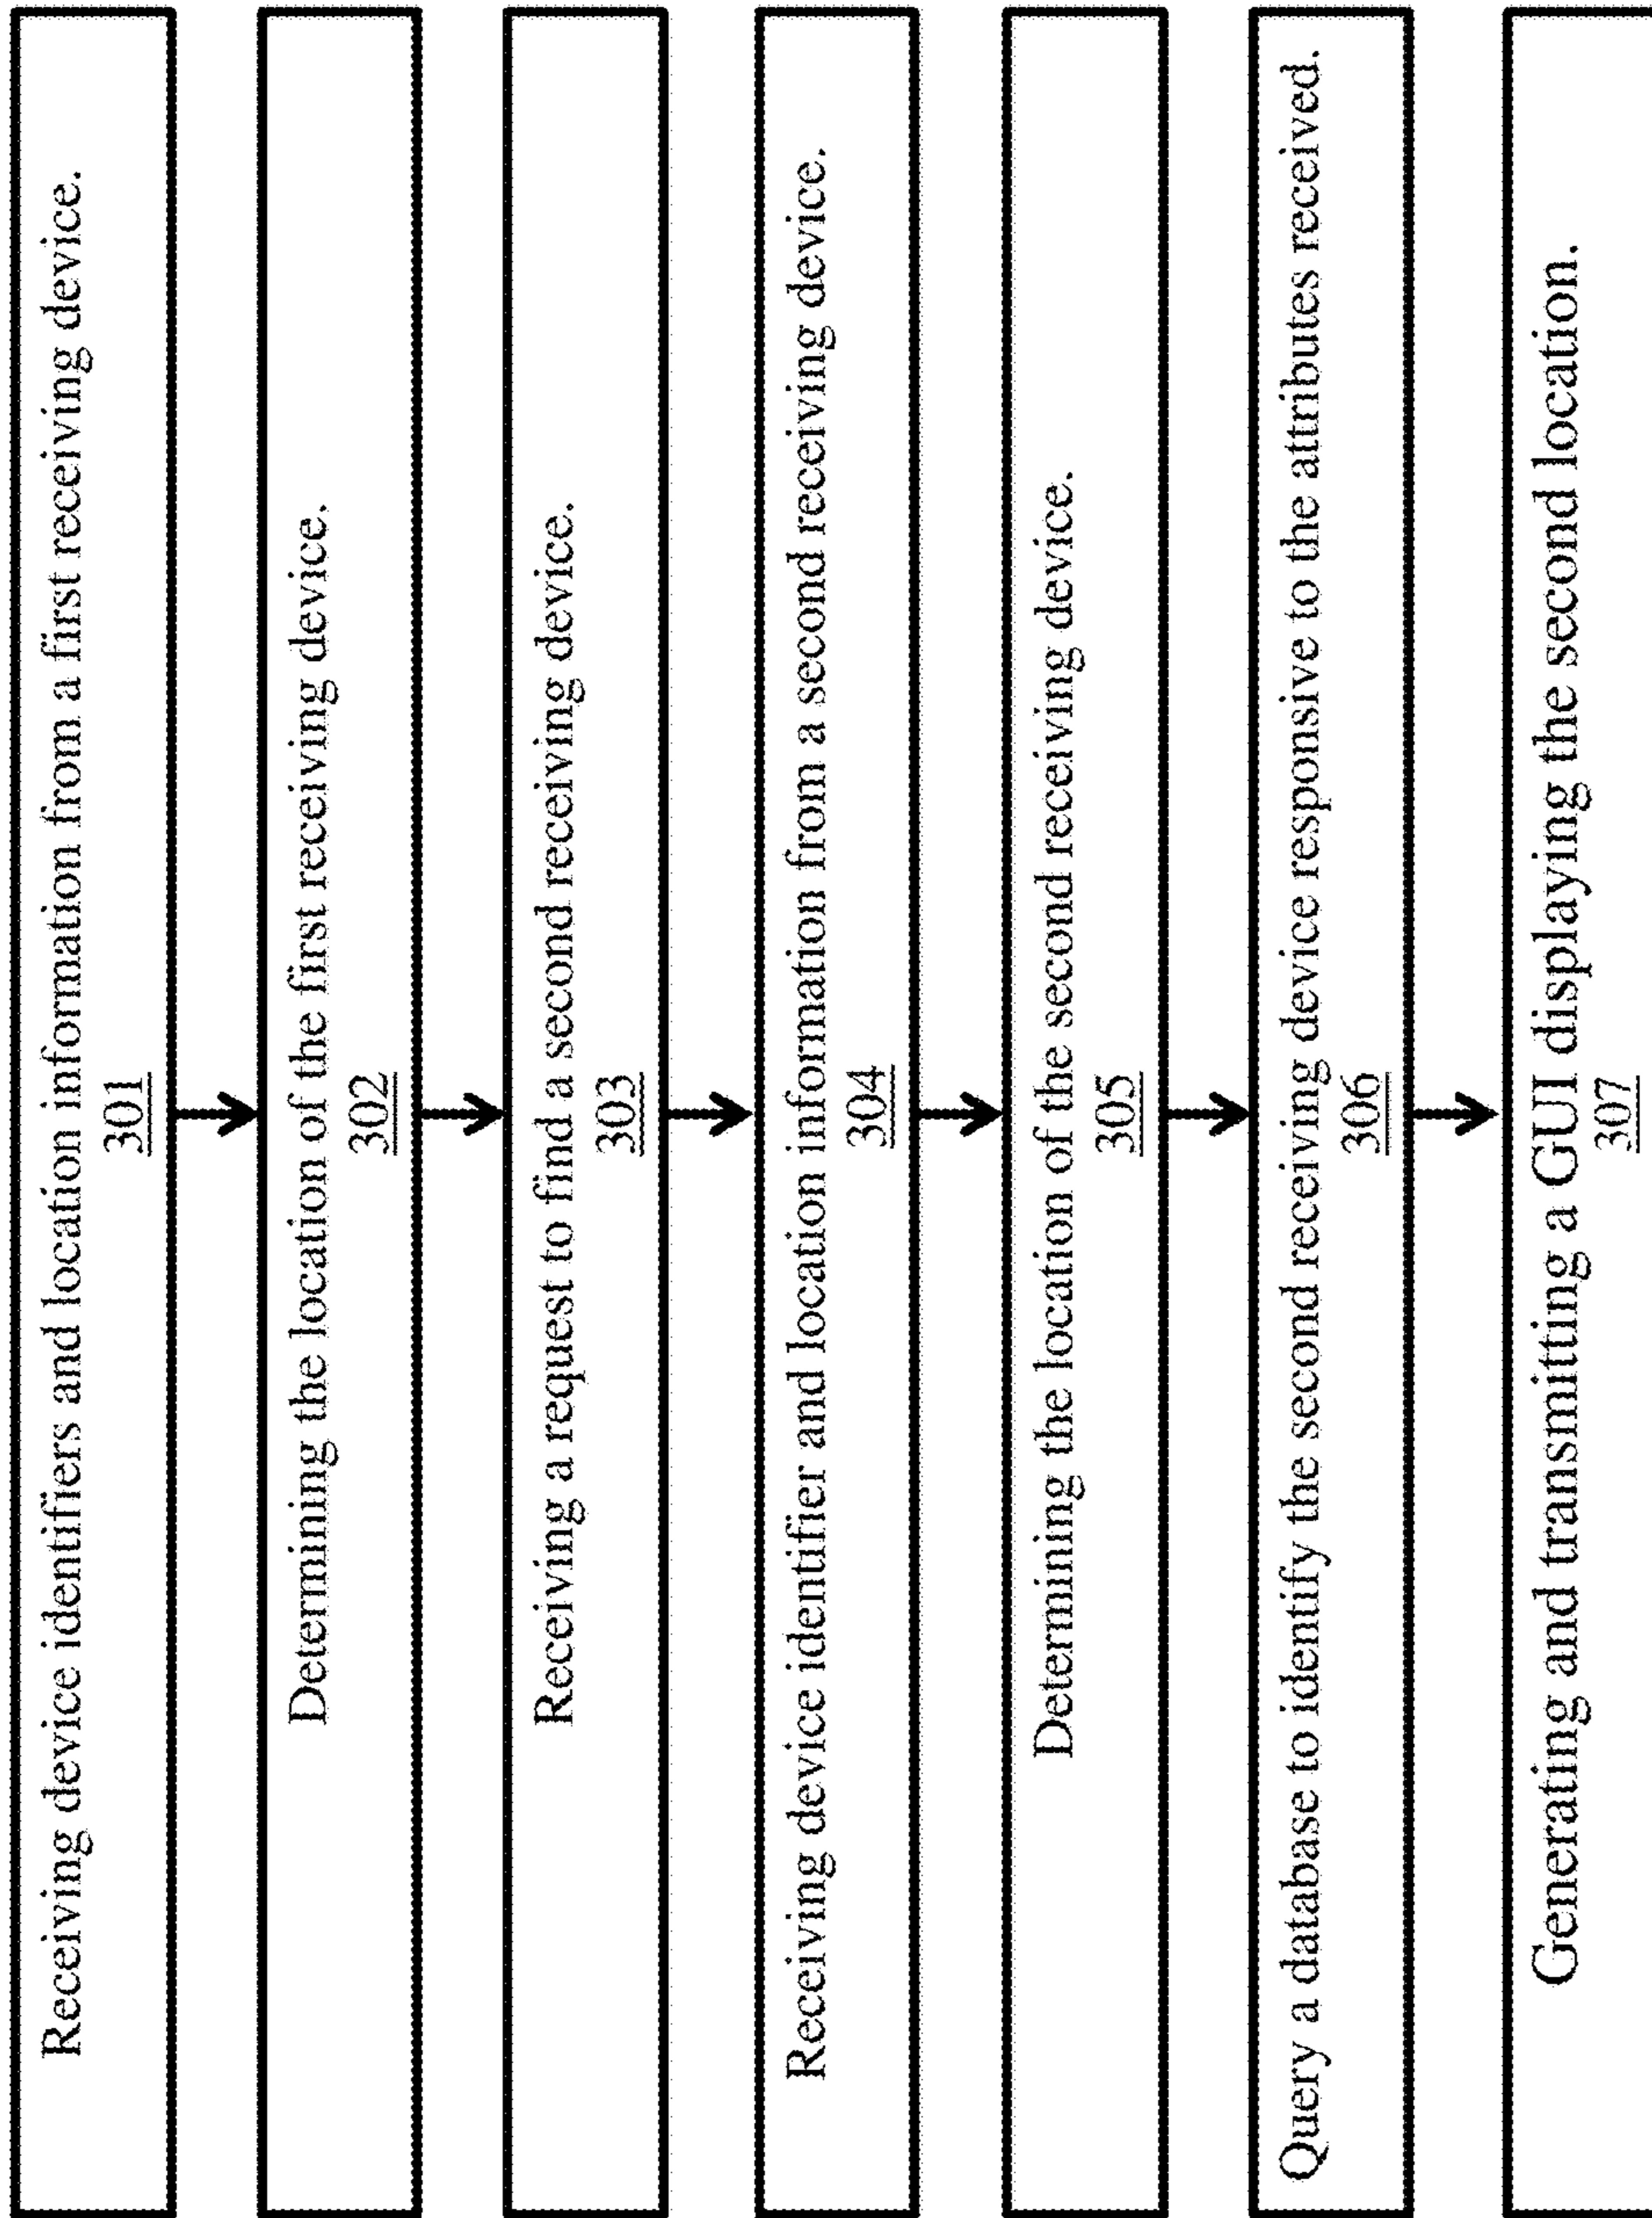 Receiving device identifiers and location information from a first receiving device.
301
Determining the location of the first receiving device.
302
Receiving a request to find a second receiving device.
303
Receiving device identifier and location information from a second receiving device.
304
Determining the location of the second receiving device.
305
Query a database to identify the second receiving device responsive to the attributes received.
306
Generating and transmitting a GUI displaying the second location.
307